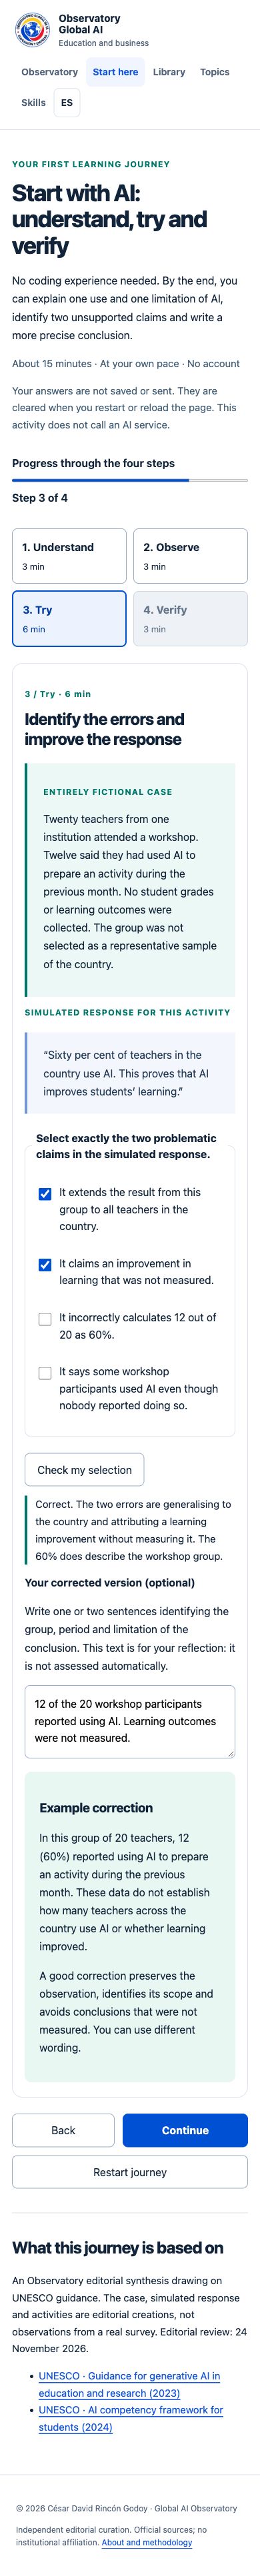 Observatory
Global AI
Education and business
Observatory
Start here
Library
Topics
Skills
ES
YOUR FIRST LEARNING JOURNEY
Start with AI:
understand, try and
verify
No coding experience needed. By the end, you
can explain one use and one limitation of AI,
identify two unsupported claims and write a
more precise conclusion.
About 15 minutes · At your own pace · No account
Your answers are not saved or sent. They are
cleared when you restart or reload the page. This
activity does not call an AI service.
Progress through the four steps
Step 3 of 4
1. Understand
3 min
2. Observe
3 min
3. Try
6 min
4. Verify
3 min
3 / Try · 6 min
Identify the errors and
improve the response
ENTIRELY FICTIONAL CASE
Twenty teachers from one
institution attended a workshop.
Twelve said they had used AI to
prepare an activity during the
previous month. No student grades
or learning outcomes were
collected. The group was not
selected as a representative sample
of the country.
SIMULATED RESPONSE FOR THIS ACTIVITY
“Sixty per cent of teachers in the
country use AI. This proves that AI
improves students’ learning.”
Select exactly the two problematic
claims in the simulated response.
It extends the result from this
group to all teachers in the
country.
It claims an improvement in
learning that was not measured.
It incorrectly calculates 12 out of
20 as 60%.
It says some workshop
participants used AI even though
nobody reported doing so.
Check my selection
Correct. The two errors are generalising to
the country and attributing a learning
improvement without measuring it. The
60% does describe the workshop group.
Your corrected version (optional)
Write one or two sentences identifying the
group, period and limitation of the
conclusion. This text is for your reflection: it
is not assessed automatically.
12 of the 20 workshop participants
reported using AI. Learning outcomes
were not measured.
Example correction
In this group of 20 teachers, 12
(60%) reported using AI to prepare
an activity during the previous
month. These data do not establish
how many teachers across the
country use AI or whether learning
improved.
A good correction preserves the
observation, identifies its scope and
avoids conclusions that were not
measured. You can use different
wording.
Back
Continue
Restart journey
What this journey is based on
An Observatory editorial synthesis drawing on
UNESCO guidance. The case, simulated response
and activities are editorial creations, not
observations from a real survey. Editorial review: 24
November 2026.
• UNESCO · Guidance for generative AI in
education and research (2023)
• UNESCO · AI competency framework for
students (2024)
© 2026 César David Rincón Godoy · Global AI Observatory
Independent editorial curation. Official sources; no
institutional affiliation. About and methodology